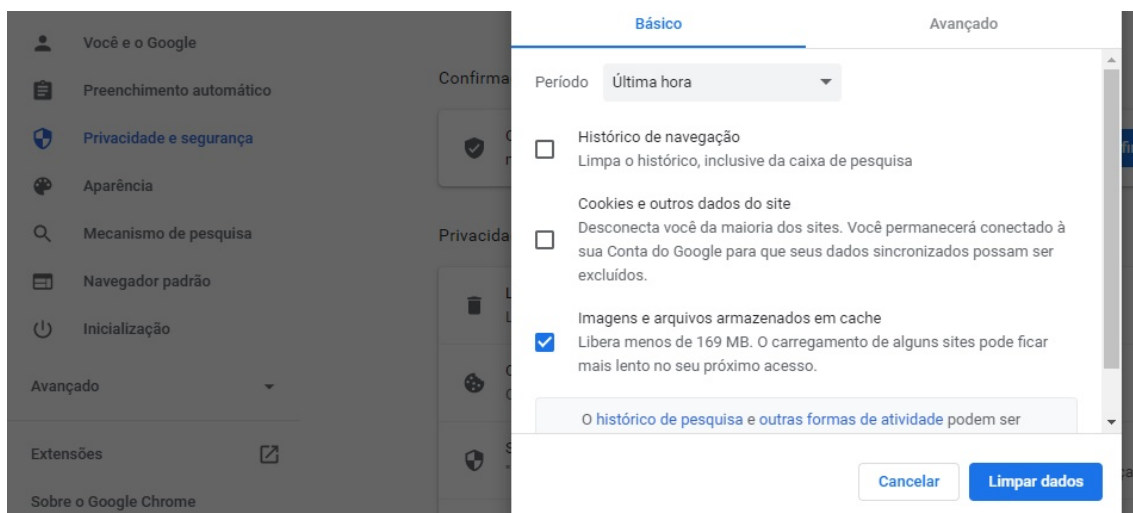 Você e o Google
Preenchimento automático
Privacidade e segurança
Aparência
Mecanismo de pesquisa
Navegador padrão
Inicialização
Avançado
Extensões
Sobre o Google Chrome
Confirma
Privacida
Básico
Avançado
Período
Última hora
Histórico de navegação
Limpa o histórico, inclusive da caixa de pesquisa
Cookies e outros dados do site
Desconecta você da maioria dos sites. Você permanecerá conectado à
sua Conta do Google para que seus dados sincronizados possam ser
excluídos.
Imagens e arquivos armazenados em cache
Libera menos de 169 MB. O carregamento de alguns sites pode ficar
mais lento no seu próximo acesso.
O histórico de pesquisa e outras formas de atividade podem ser
Cancelar
Limpar dados